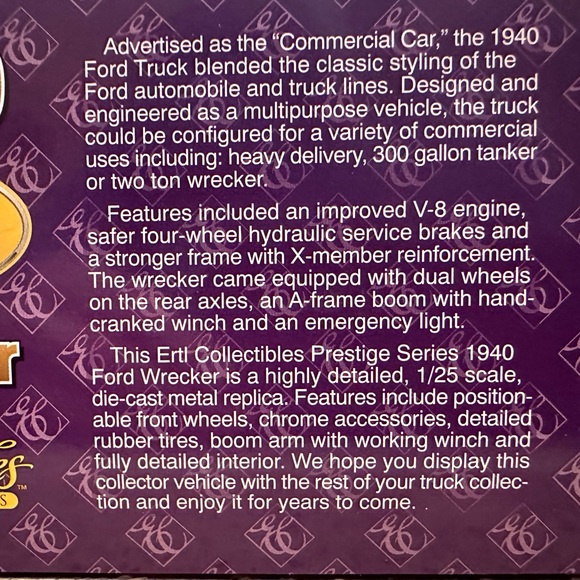 Advertised as the “Commercial Car,” the 1940
Ford Truck blended the classic styling of the
Ford automobile and truck lines. Designed and
engineered as a multipurpose vehicle, the truck
could be configured for a variety of commercial
uses including: heavy delivery, 300 gallon tanker
or two ton wrecker.
Features included an improved V-8 engine,
safer four-wheel hydraulic service brakes and
a stronger frame with X-member reinforcement.
The wrecker came equipped with dual wheels
on the rear axles, an A-frame boom with hand-
cranked winch and an emergency light.
This Ertl Collectibles Prestige Series 1940
Ford Wrecker is a highly detailed, 1/25 scale,
die-cast metal replica. Features include position-
able front wheels, chrome accessories, detailed
rubber tires, boom arm with working winch and
fully detailed interior. We hope you display this
collector vehicle with the rest of your truck collec-
tion and enjoy it for years to come.